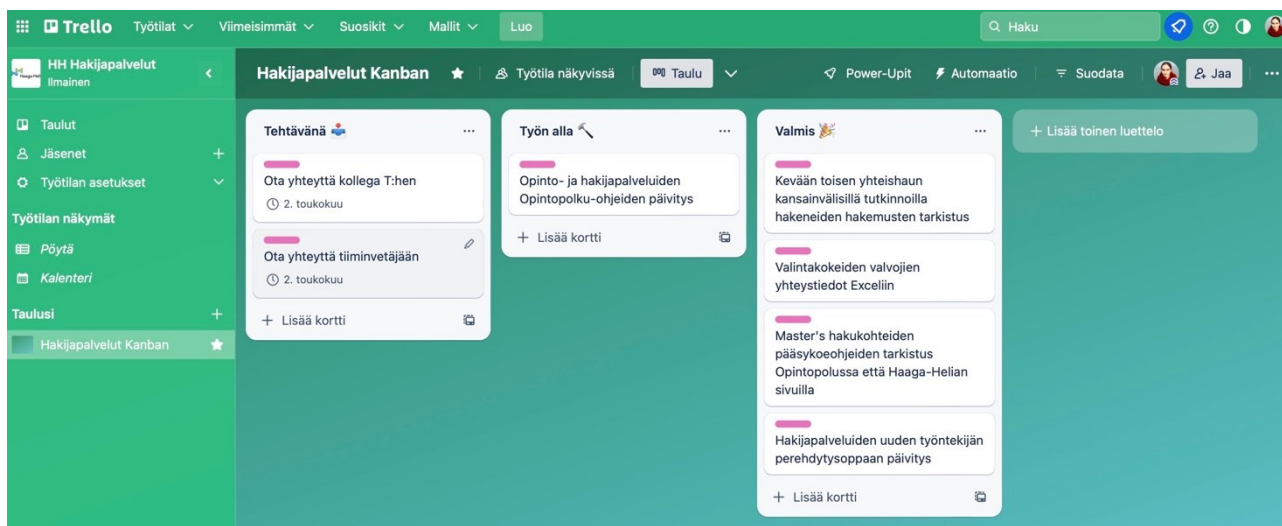 Trello Työtilat Viimeisimmät Suosikit Mallit Luo Haku
HH Hakijapalvelut
Ilmainen
Hakijapalvelut Kanban Työtila näkyvissä Taulu Power-Upit Automaatio Suodata Jaa
Taulut
Jäsenet
Työtilan asetukset
Työtilan näkymät
Pöytä
Kalenteri
Taulusi
Hakijapalvelut Kanban
Tehtävänä
Ota yhteyttä kollega T:hen
2. toukokuu
Ota yhteyttä tiiminvetäjään
2. toukokuu
+ Lisää kortti
Työn alla
Opinto- ja hakijapalveluiden
Opintopolku-ohjeiden päivitys
+ Lisää kortti
Valmis
Kevään toisen yhteishaun
kansainvälisillä tutkinnoilla
hakeneiden hakemusten tarkistus
Valintakokeiden valvojien
yhteystiedot Exceliin
Master's hakukohteiden
pääsykoeohjeiden tarkistus
Opintopolussa että Haaga-Helian
sivuilla
Hakijapalveluiden uuden työntekijän
perehdytysoppaan päivitys
+ Lisää kortti
+ Lisää toinen luettelo